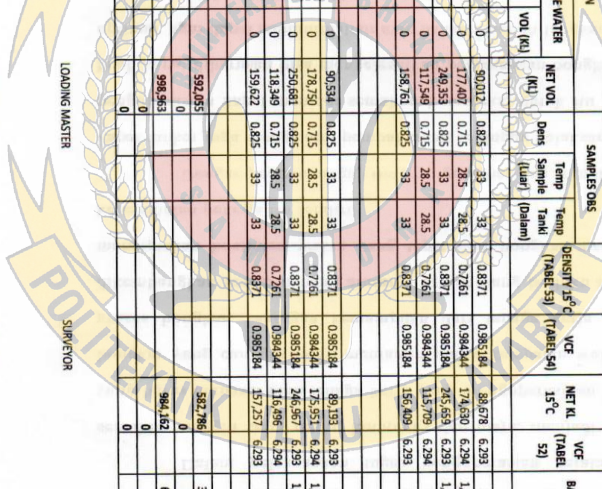 N SAMPLES OBS
E WATER NET VOL (KL) Dens Temp Sample (Luar) Temp Tanki (Dalam) DENSITY 15⁰C (TABEL 53) VCF (TABEL 54) NET KL 15⁰C VCF (TABEL 52)
VOL (KL)
0 90,012 0.825 33 33 0.8371 0.985184 88,678 6.293
0 177,407 0.715 28.5 28.5 0.7261 0.984344 174,630 6.294 1,
0 249,353 0.825 33 33 0.8371 0.985184 245,659 6.293 1,
0 117,549 0.715 28.5 28.5 0.7261 0.984344 115,709 6.294
0 158,761 0.825 33 33 0.8371 0.985184 156,409 6.293
0 90,534 0.825 33 33 0.8371 0.985184 89,193 6.293
0 178,750 0.715 28.5 28.5 0.7261 0.984344 175,951 6.294 1,
0 250,681 0.825 33 33 0.8371 0.985184 246,967 6.293 1,
0 118,349 0.715 28.5 28.5 0.7261 0.984344 116,496 6.294
0 159,622 0.825 33 33 0.8371 0.985184 157,257 6.293
592,055 582,786
998,963 984,162
0 0
0 0
LOADING MASTER SURVEYOR
POLITEKNIK ILMU PELAYARAN